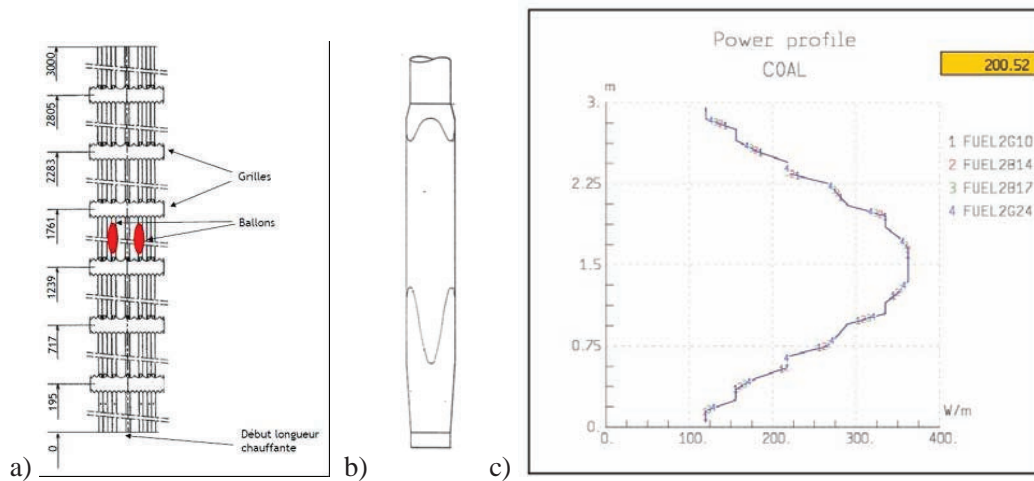 3000
2805
2283
1761
1239
717
195
0
Grilles
Ballons
Début longueur
chauffante
a)
b)
c)
Power profile
COAL
200.52
m
3.
2.25
1.5
0.75
0.
0.
100.
200.
300.
400.
W/m
1 FUEL2G10
2 FUEL2B14
3 FUEL2B17
4 FUEL2G24